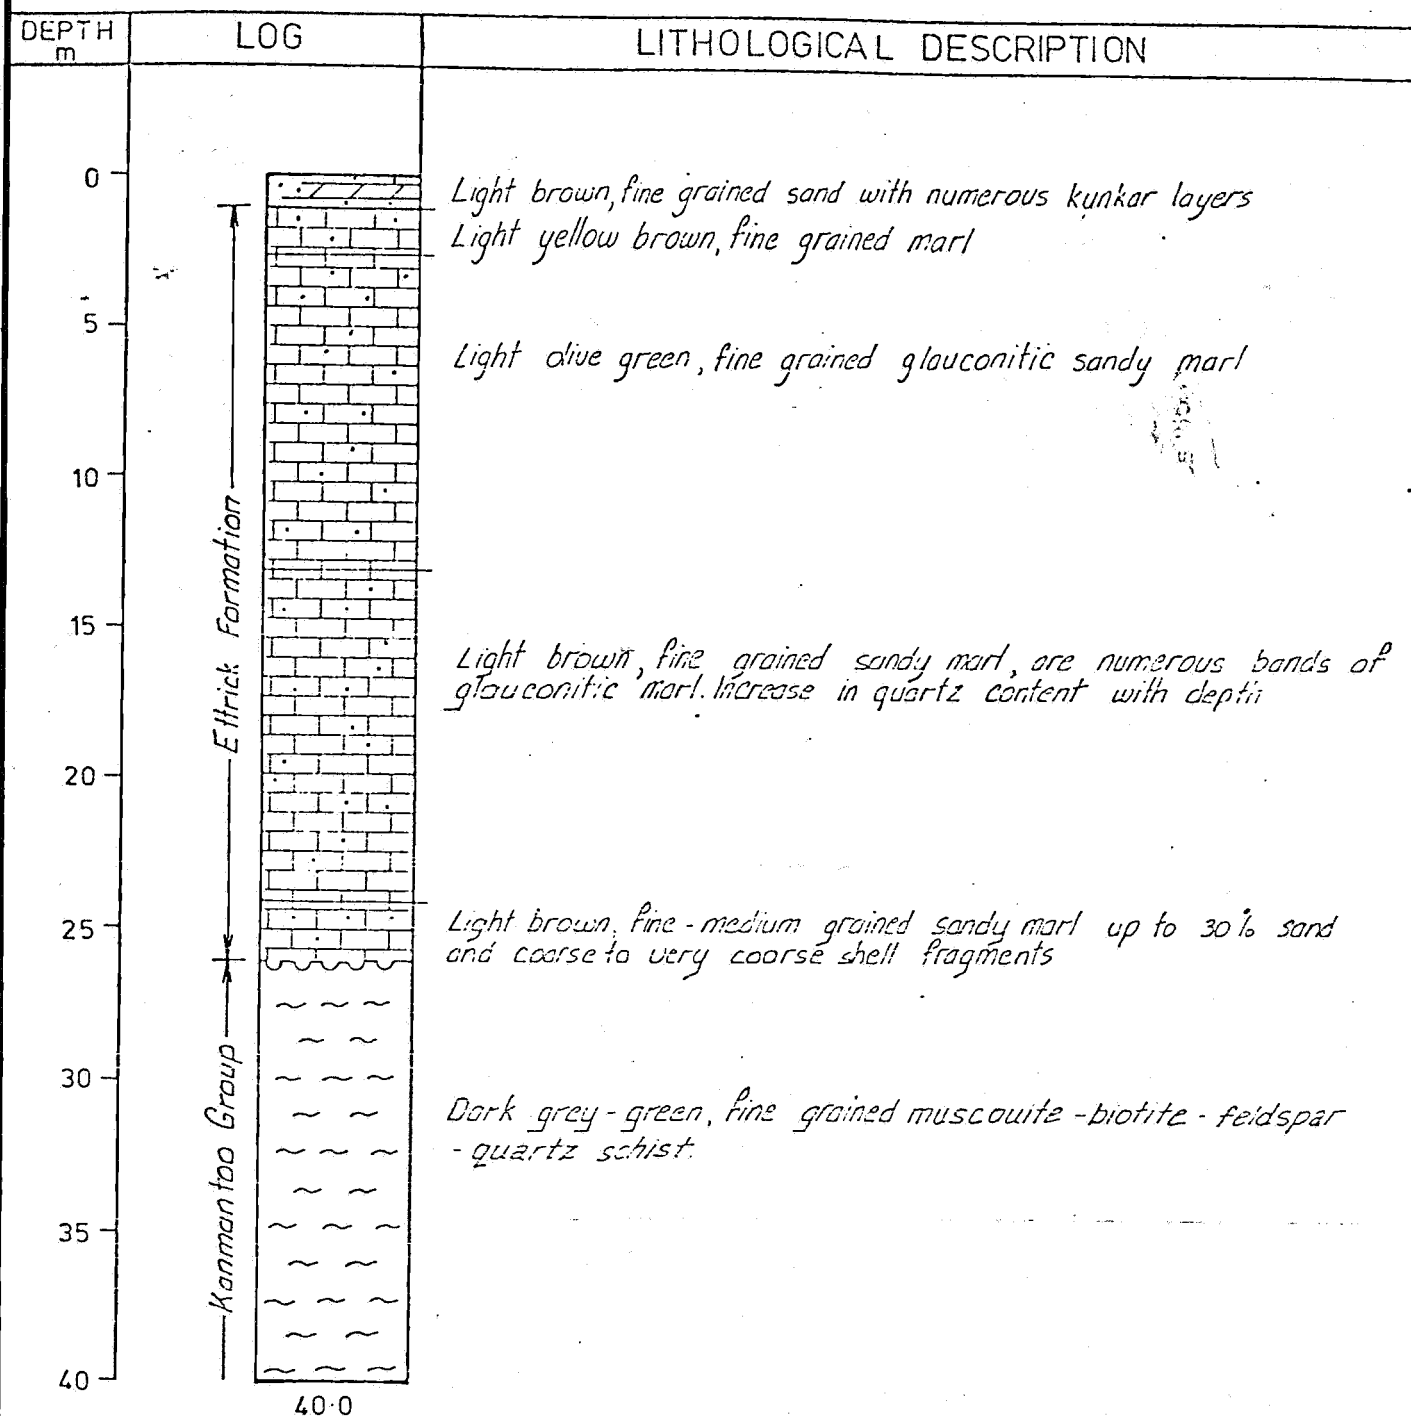 DEPTH
m
LOG
LITHOLOGICAL DESCRIPTION
0
Light brown, fine grained sand with numerous kunkar layers
Light yellow brown, fine grained marl
5
Light olive green, fine grained glauconitic sandy marl
10
Ettrick Formation
15
Light brown, fine grained sandy marl, are numerous bands of
glauconitic marl. Increase in quartz content with depth
20
25
Light brown, fine - medium grained sandy marl up to 30% sand
and coarse to very coarse shell fragments
Kanmantoo Group
30
Dark grey - green, fine grained muscovite - biotite - feldspar
- quartz schist.
35
40
40·0